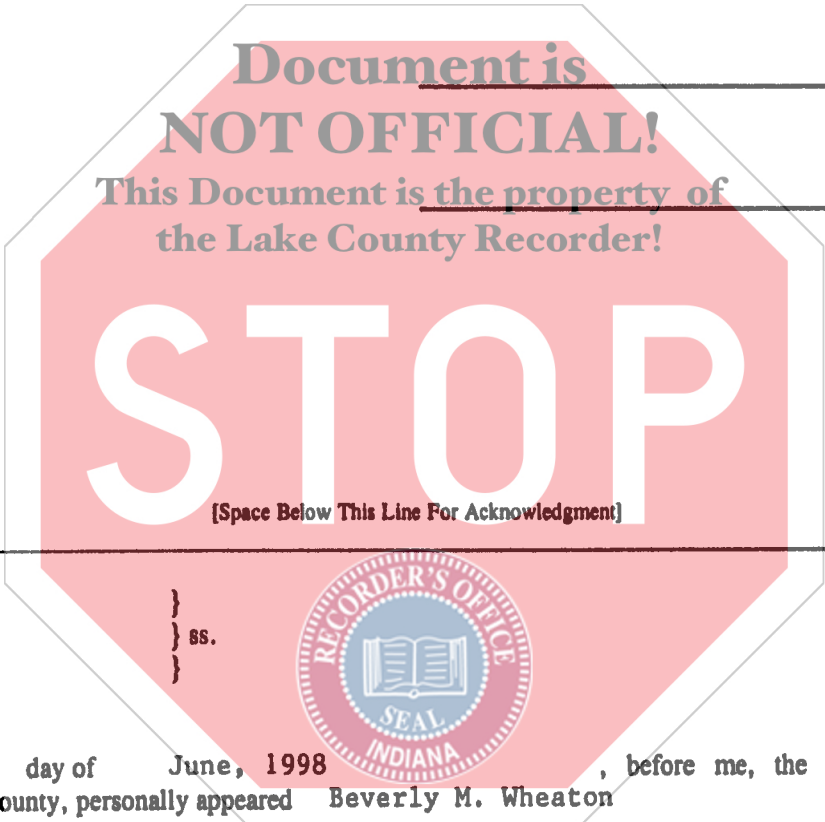 Document is
NOT OFFICIAL!
This Document is the property of
the Lake County Recorder!
STOP
[Space Below This Line For Acknowledgment]
}
} ss.
}
RECORDER'S OFFICE
SEAL
INDIANA
day of June, 1998 , before me, the
ounty, personally appeared Beverly M. Wheaton